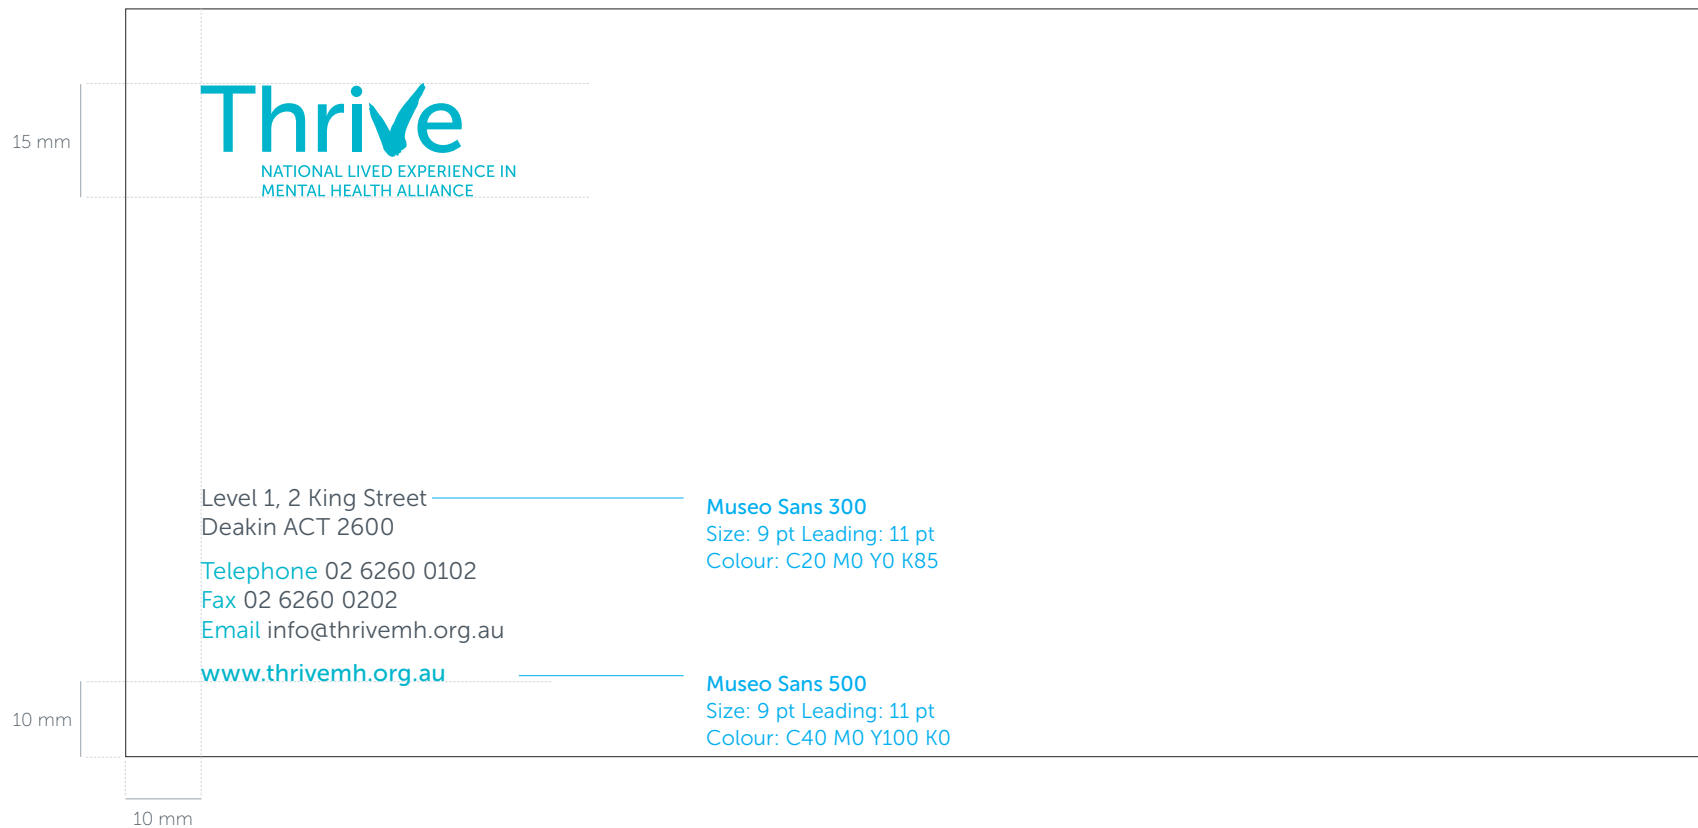 Thrive
NATIONAL LIVED EXPERIENCE IN
MENTAL HEALTH ALLIANCE
15 mm
Level 1, 2 King Street
Deakin ACT 2600
Telephone 02 6260 0102
Fax 02 6260 0202
Email info@thrivemh.org.au
www.thrivemh.org.au
Museo Sans 300
Size: 9 pt Leading: 11 pt
Colour: C20 M0 Y0 K85
Museo Sans 500
Size: 9 pt Leading: 11 pt
Colour: C40 M0 Y100 K0
10 mm
10 mm